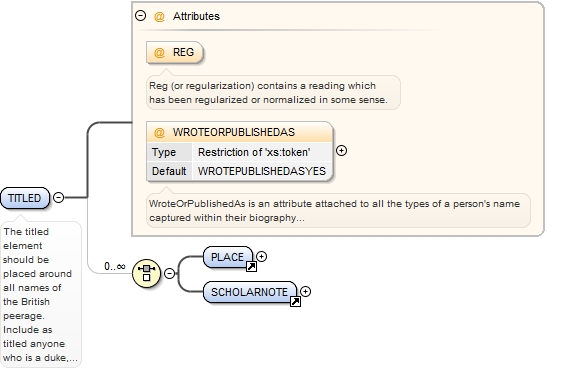 @ Attributes
@ REG
Reg (or regularization) contains a reading which
has been regularized or normalized in some sense.
@ WROTEORPUBLISHEDAS
Type Restriction of 'xs:token'
Default WROTEPUBLISHEDASYES
WroteOrPublishedAs is an attribute attached to all the types of a person's name
captured within their biography...
TITLED
The titled
element
should be
placed around
all names of
the British
peerage.
Include as
titled anyone
who is a duke,...
0..∞
PLACE
SCHOLARNOTE